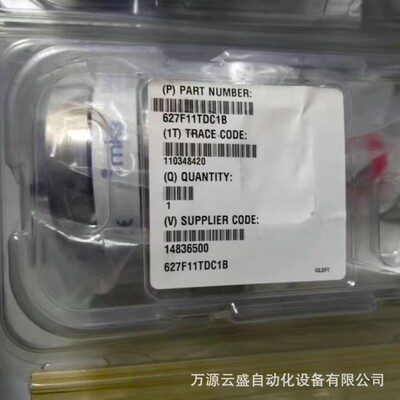 (P) PART NUMBER:
627F11TDC1B
(1T) TRACE CODE:
110348420
(Q) QUANTITY:
1
(V) SUPPLIER CODE:
14836500
627F11TDC1B
mks
万源云盛自动化设备有限公司